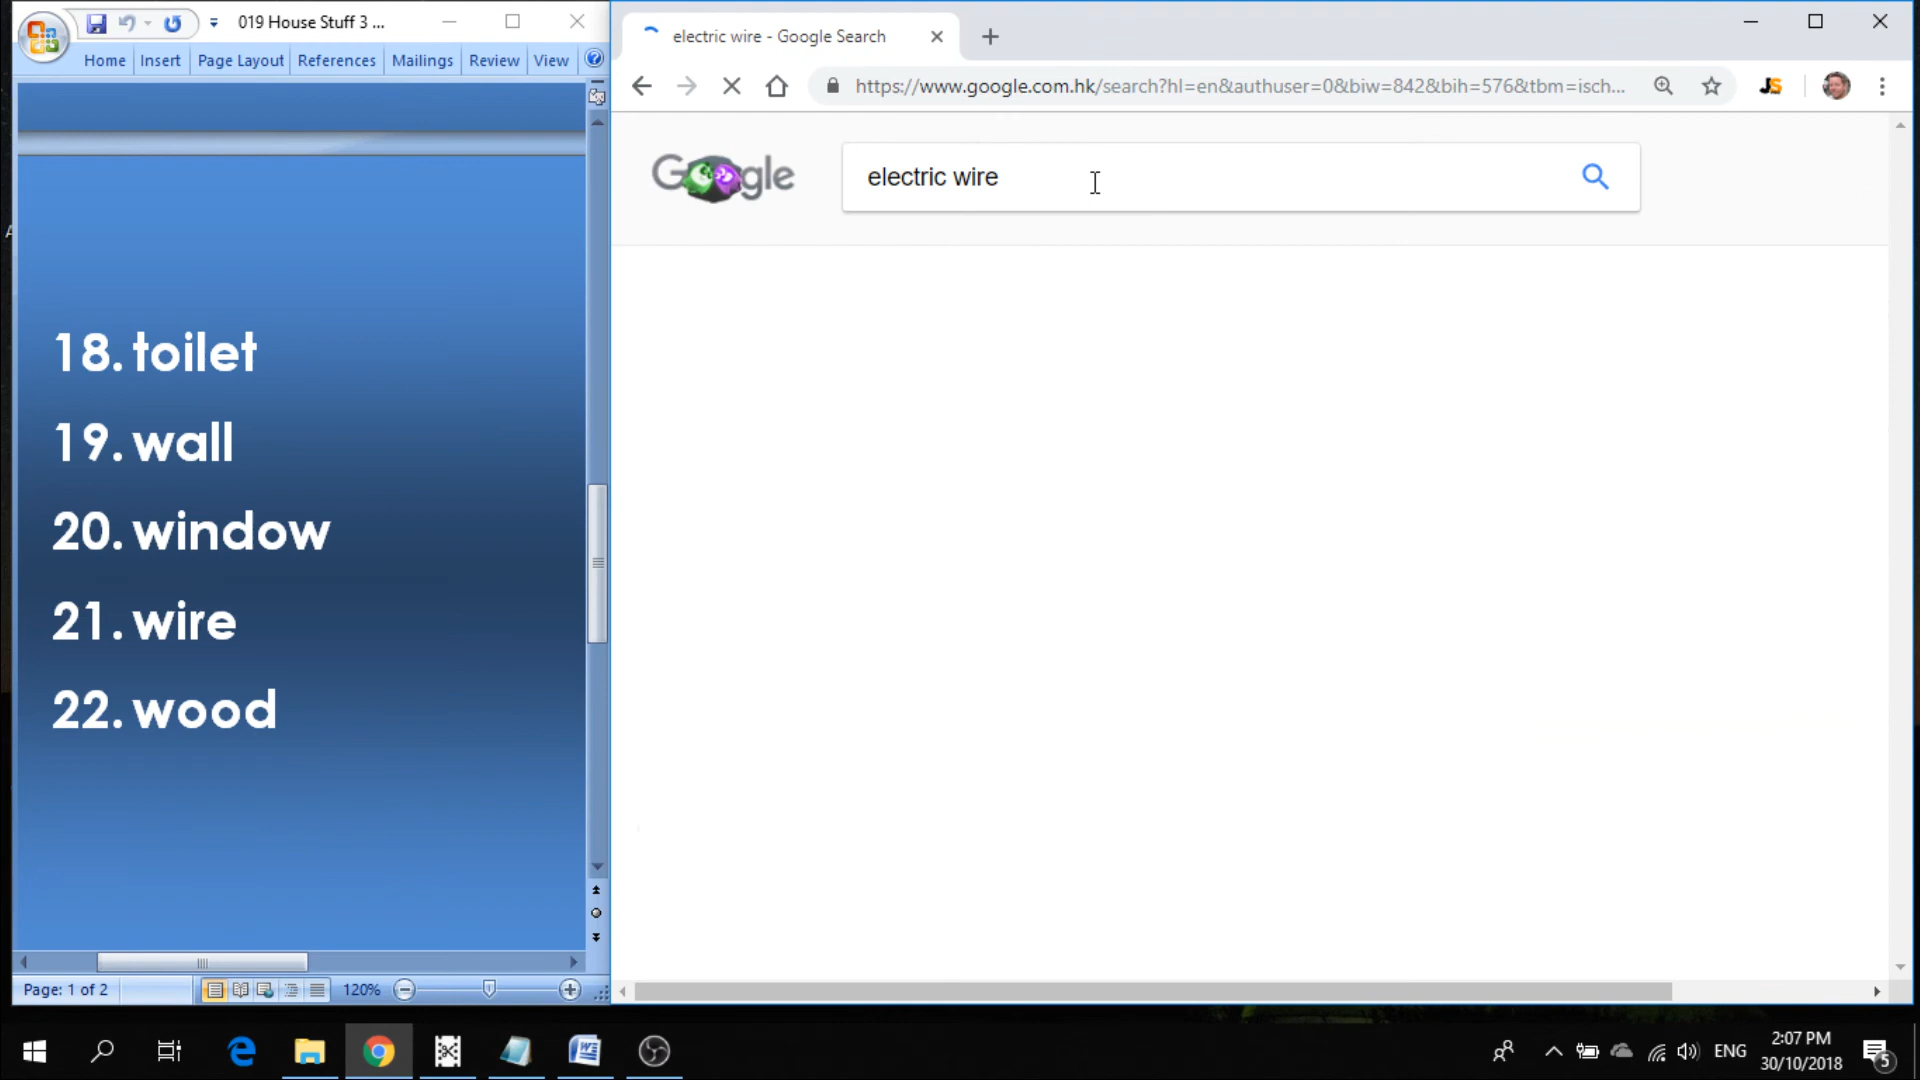 019 House Stuff 3 ...
Home Insert Page Layout References Mailings Review View
18. toilet
19. wall
20. window
21. wire
22. wood
Page: 1 of 2
120%
electric wire - Google Search
https://www.google.com.hk/search?hl=en&authuser=0&biw=842&bih=576&tbm=isch...
JS
Google
electric wire
ENG
2:07 PM
30/10/2018
5